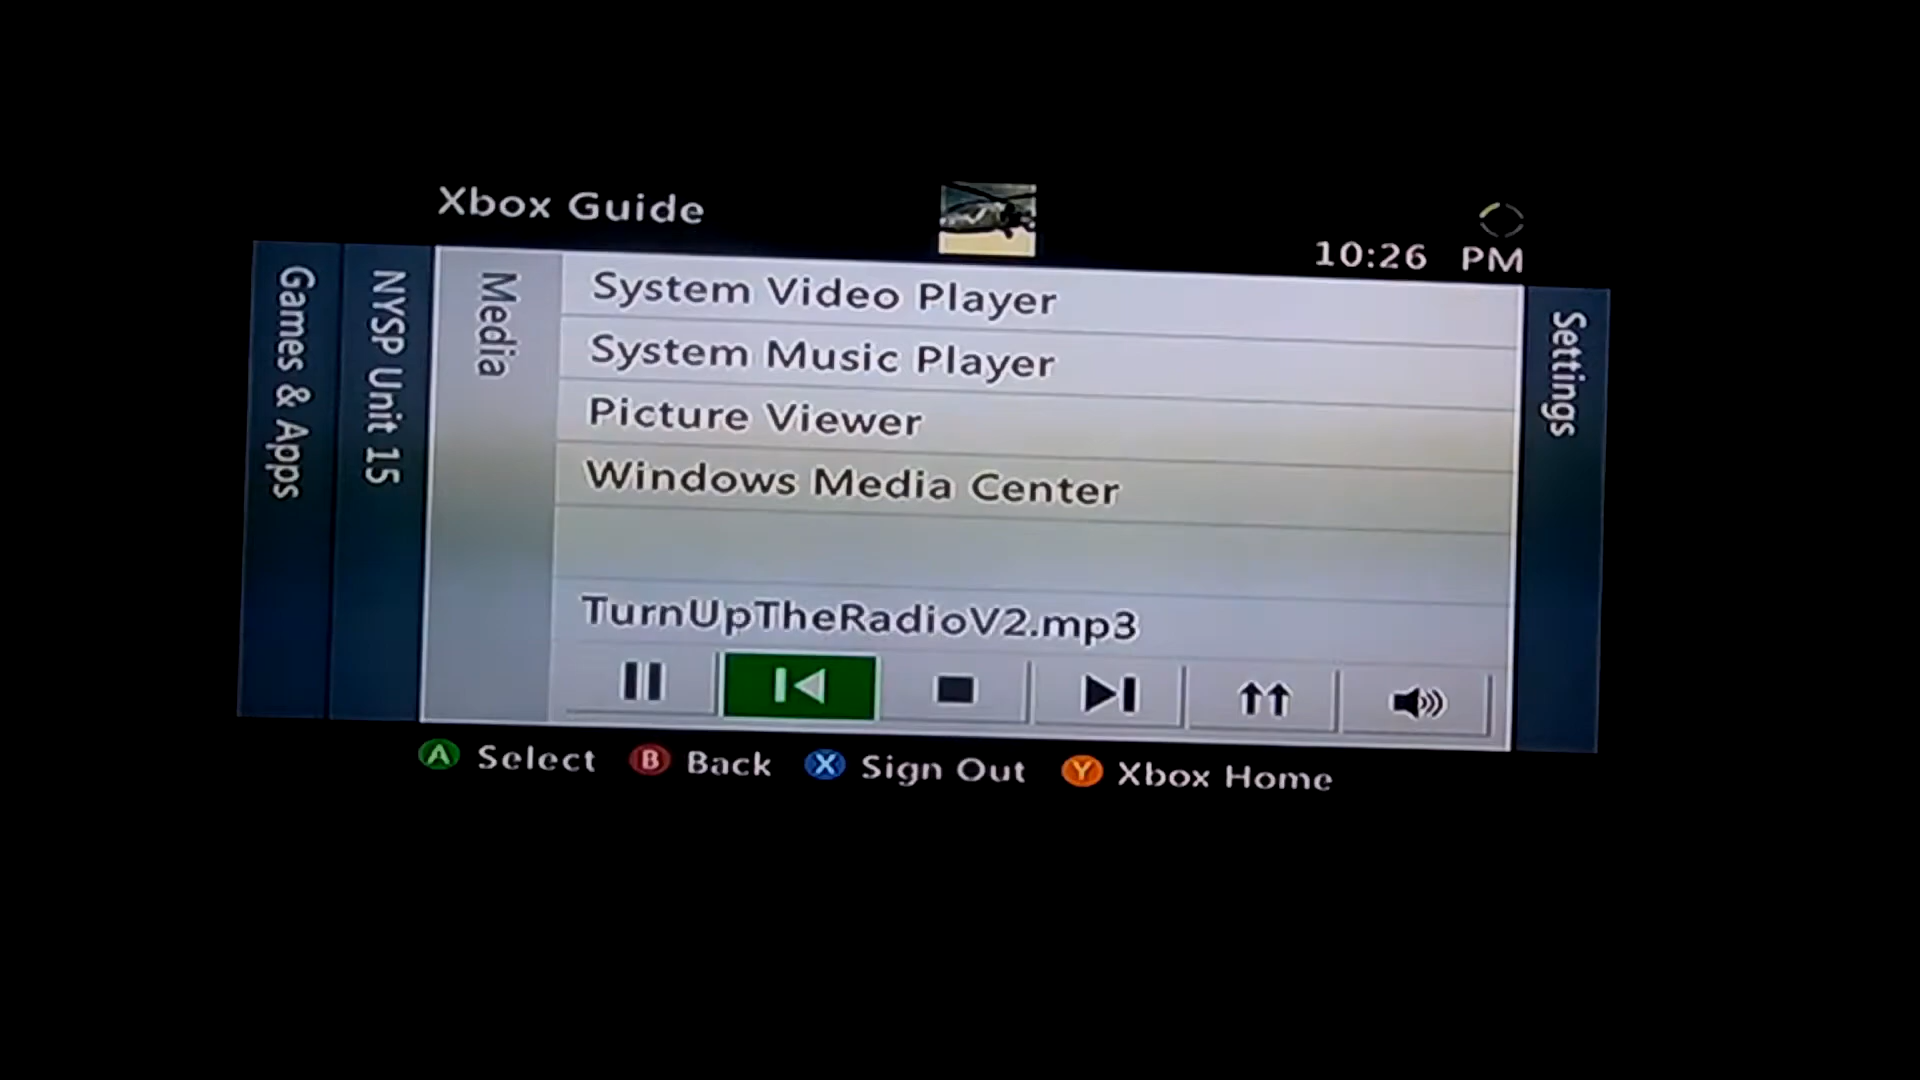 Xbox Guide
10:26 PM
Games & Apps
NYSP Unit 15
Media
System Video Player
System Music Player
Picture Viewer
Windows Media Center
TurnUpTheRadioV2.mp3
Settings
A Select B Back X Sign Out Y Xbox Home